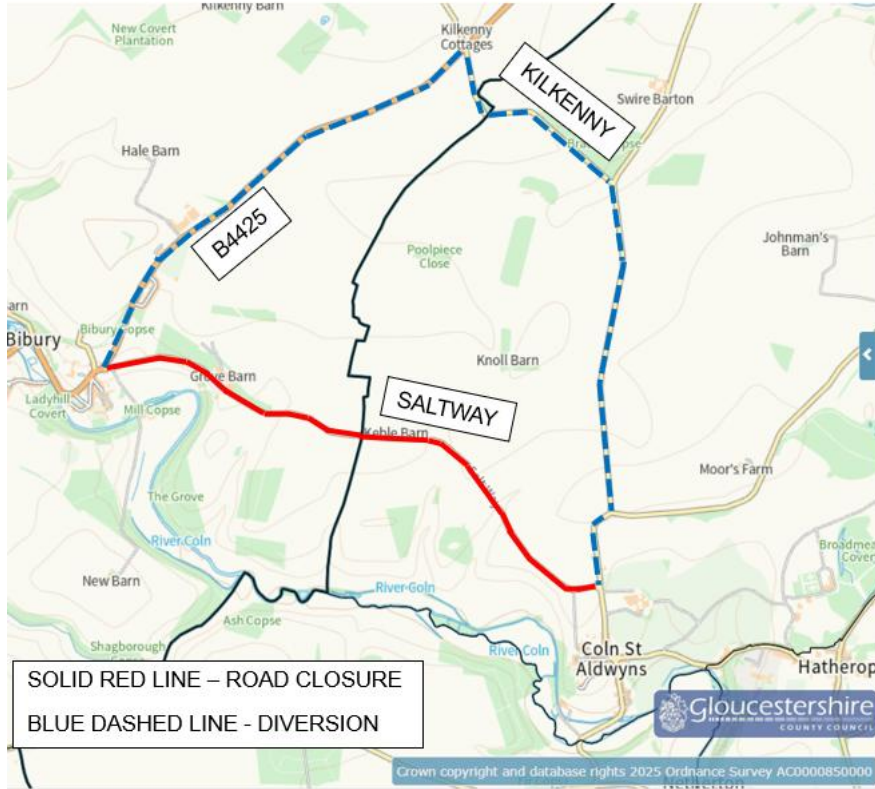 Kilkenny Barn
New Covert
Plantation
Kilkenny
Cottages
KILKENNY
Swire Barton
Hale Barn
B4425
Poolpiece
Close
Johnman's
Barn
Bibury Copse
Bibury
Knoll Barn
Grove Barn
Ladyhill
Covert
Mill Copse
SALTWAY
Keble Barn
Moor's Farm
The Grove
River Coln
New Barn
River Coln
Ash Copse
River Coln
Coln St
Aldwyns
Hatherop
SOLID RED LINE – ROAD CLOSURE
BLUE DASHED LINE - DIVERSION
Gloucestershire
COUNTY COUNCIL
Crown copyright and database rights 2025 Ordnance Survey AC0000850000